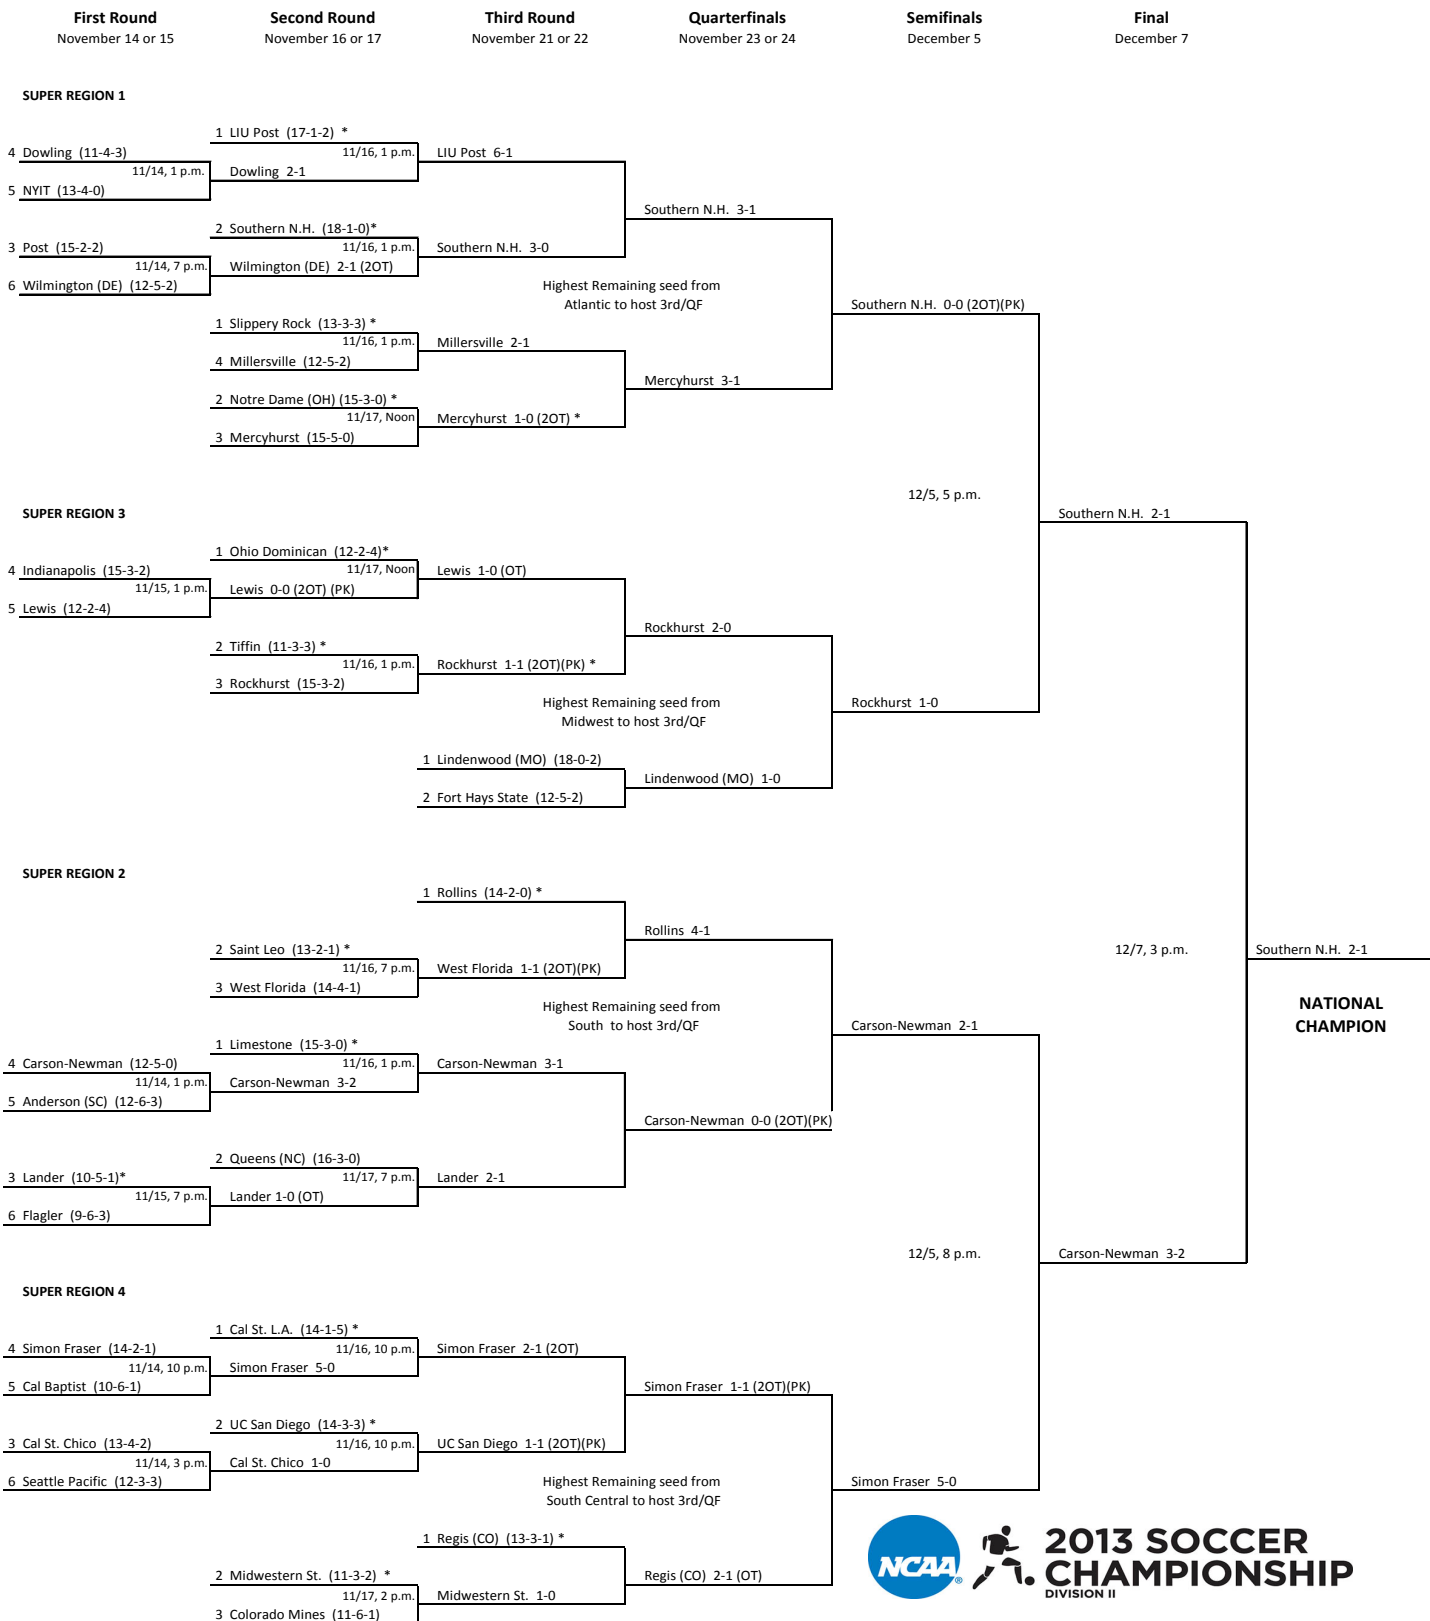 First Round
Second Round
Third Round
Quarterfinals
Semifinals
Final
November 14 or 15
November 16 or 17
November 21 or 22
November 23 or 24
December 5
December 7
SUPER REGION 1
1 LIU Post (17-1-2) *
4 Dowling (11-4-3)
11/16, 1 p.m.
LIU Post 6-1
11/14, 1 p.m.
Dowling 2-1
5 NYIT (13-4-0)
Southern N.H. 3-1
2 Southern N.H. (18-1-0)*
3 Post (15-2-2)
11/16, 1 p.m.
Southern N.H. 3-0
11/14, 7 p.m.
Wilmington (DE) 2-1 (2OT)
6 Wilmington (DE) (12-5-2)
Highest Remaining seed from
Atlantic to host 3rd/QF
Southern N.H. 0-0 (2OT)(PK)
1 Slippery Rock (13-3-3) *
11/16, 1 p.m.
Millersville 2-1
4 Millersville (12-5-2)
Mercyhurst 3-1
2 Notre Dame (OH) (15-3-0) *
11/17, Noon
Mercyhurst 1-0 (2OT) *
3 Mercyhurst (15-5-0)
12/5, 5 p.m.
SUPER REGION 3
Southern N.H. 2-1
1 Ohio Dominican (12-2-4)*
4 Indianapolis (15-3-2)
11/17, Noon
Lewis 1-0 (OT)
11/15, 1 p.m.
Lewis 0-0 (2OT) (PK)
5 Lewis (12-2-4)
Rockhurst 2-0
2 Tiffin (11-3-3) *
11/16, 1 p.m.
Rockhurst 1-1 (2OT)(PK) *
3 Rockhurst (15-3-2)
Highest Remaining seed from
Midwest to host 3rd/QF
Rockhurst 1-0
1 Lindenwood (MO) (18-0-2)
Lindenwood (MO) 1-0
2 Fort Hays State (12-5-2)
SUPER REGION 2
1 Rollins (14-2-0) *
Rollins 4-1
2 Saint Leo (13-2-1) *
12/7, 3 p.m.
Southern N.H. 2-1
11/16, 7 p.m.
West Florida 1-1 (2OT)(PK)
3 West Florida (14-4-1)
Highest Remaining seed from
South to host 3rd/QF
NATIONAL
CHAMPION
Carson-Newman 2-1
1 Limestone (15-3-0) *
4 Carson-Newman (12-5-0)
11/16, 1 p.m.
Carson-Newman 3-1
11/14, 1 p.m.
Carson-Newman 3-2
5 Anderson (SC) (12-6-3)
Carson-Newman 0-0 (2OT)(PK)
2 Queens (NC) (16-3-0)
3 Lander (10-5-1)*
11/17, 7 p.m.
Lander 2-1
11/15, 7 p.m.
Lander 1-0 (OT)
6 Flagler (9-6-3)
12/5, 8 p.m.
Carson-Newman 3-2
SUPER REGION 4
1 Cal St. L.A. (14-1-5) *
4 Simon Fraser (14-2-1)
11/16, 10 p.m.
Simon Fraser 2-1 (2OT)
11/14, 10 p.m.
Simon Fraser 5-0
5 Cal Baptist (10-6-1)
Simon Fraser 1-1 (2OT)(PK)
2 UC San Diego (14-3-3) *
3 Cal St. Chico (13-4-2)
11/16, 10 p.m.
UC San Diego 1-1 (2OT)(PK)
11/14, 3 p.m.
Cal St. Chico 1-0
6 Seattle Pacific (12-3-3)
Highest Remaining seed from
South Central to host 3rd/QF
Simon Fraser 5-0
1 Regis (CO) (13-3-1) *
Regis (CO) 2-1 (OT)
2 Midwestern St. (11-3-2) *
11/17, 2 p.m.
Midwestern St. 1-0
3 Colorado Mines (11-6-1)
NCAA®
2013 SOCCER
CHAMPIONSHIP
DIVISION II